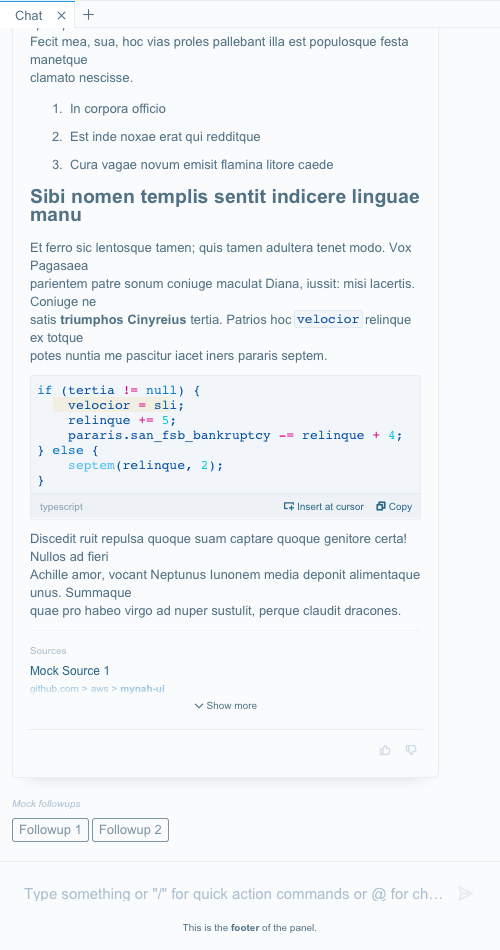 Chat
Fecit mea, sua, hoc vias proles pallebant illa est populosque festa
manetque
clamato nescisse.
1. In corpora officio
2. Est inde noxae erat qui redditque
3. Cura vagae novum emisit flamina litore caede
Sibi nomen templis sentit indicere linguae
manu
Et ferro sic lentosque tamen; quis tamen adultera tenet modo. Vox
Pagasaea
parientem patre sonum coniuge maculat Diana, iussit: misi lacertis.
Coniuge ne
satis triumphos Cinyreius tertia. Patrios hoc velocior relinque
ex totque
potes nuntia me pascitur iacet iners pararis septem.
if (tertia != null) {
    velocior = sli;
    relinque += 5;
    pararis.san_fsb_bankruptcy -= relinque + 4;
} else {
    septem(relinque, 2);
}
typescript Insert at cursor Copy
Discedit ruit repulsa quoque suam captare quoque genitore certa!
Nullos ad fieri
Achille amor, vocant Neptunus Iunonem media deponit alimentaque
unus. Summaque
quae pro habeo virgo ad nuper sustulit, perque claudit dracones.
Sources
Mock Source 1
github.com > aws > mynah-ui
Show more
Mock followups
Followup 1 Followup 2
Type something or "/" for quick action commands or @ for ch…
This is the footer of the panel.